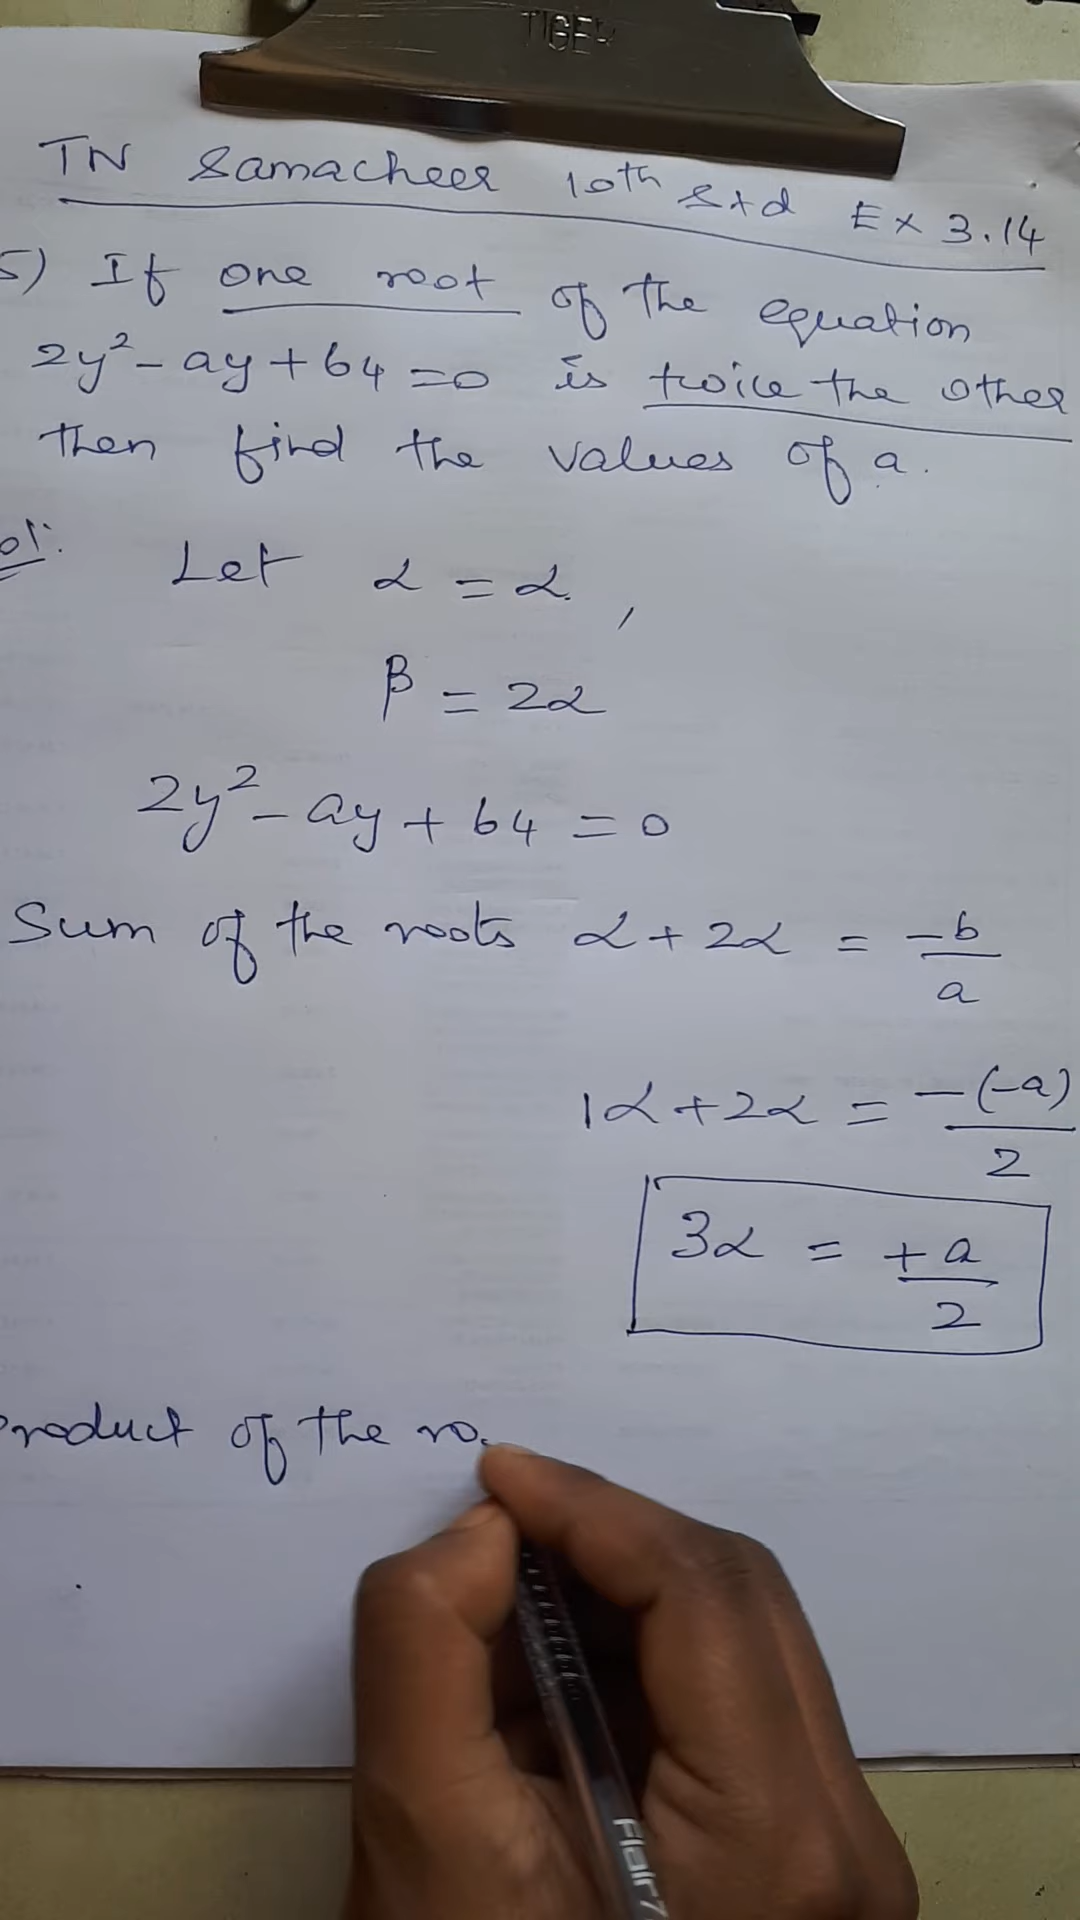 TIGER
TN Samacheer 10th Std Ex 3.14
5) If one root of the equation
2y² - ay + 64 = 0 is twice the other
then find the values of a.
ol:
Let α = α,
β = 2α
2y² - ay + 64 = 0
Sum of the roots α + 2α = -b/a
1α + 2α = -(-a)/2
3α = +a/2
product of the ro
Flair 7